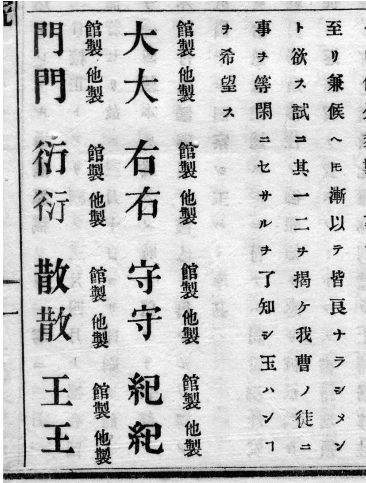 至リ兼候ヘ𪜈漸以テ皆良ナラシメン
ト欲ス試ニ其一二ヲ揭ケ我曹ノ徒ニ
事ヲ等閑ニセサルヲ了知シ玉ハンヿ
ヲ希望ス
館製 他製 館製 他製 館製 他製 館製 他製
大大 右右 守守 紀紀
館製 他製 館製 他製 館製 他製 館製 他製
門門 衍衍 散散 王王